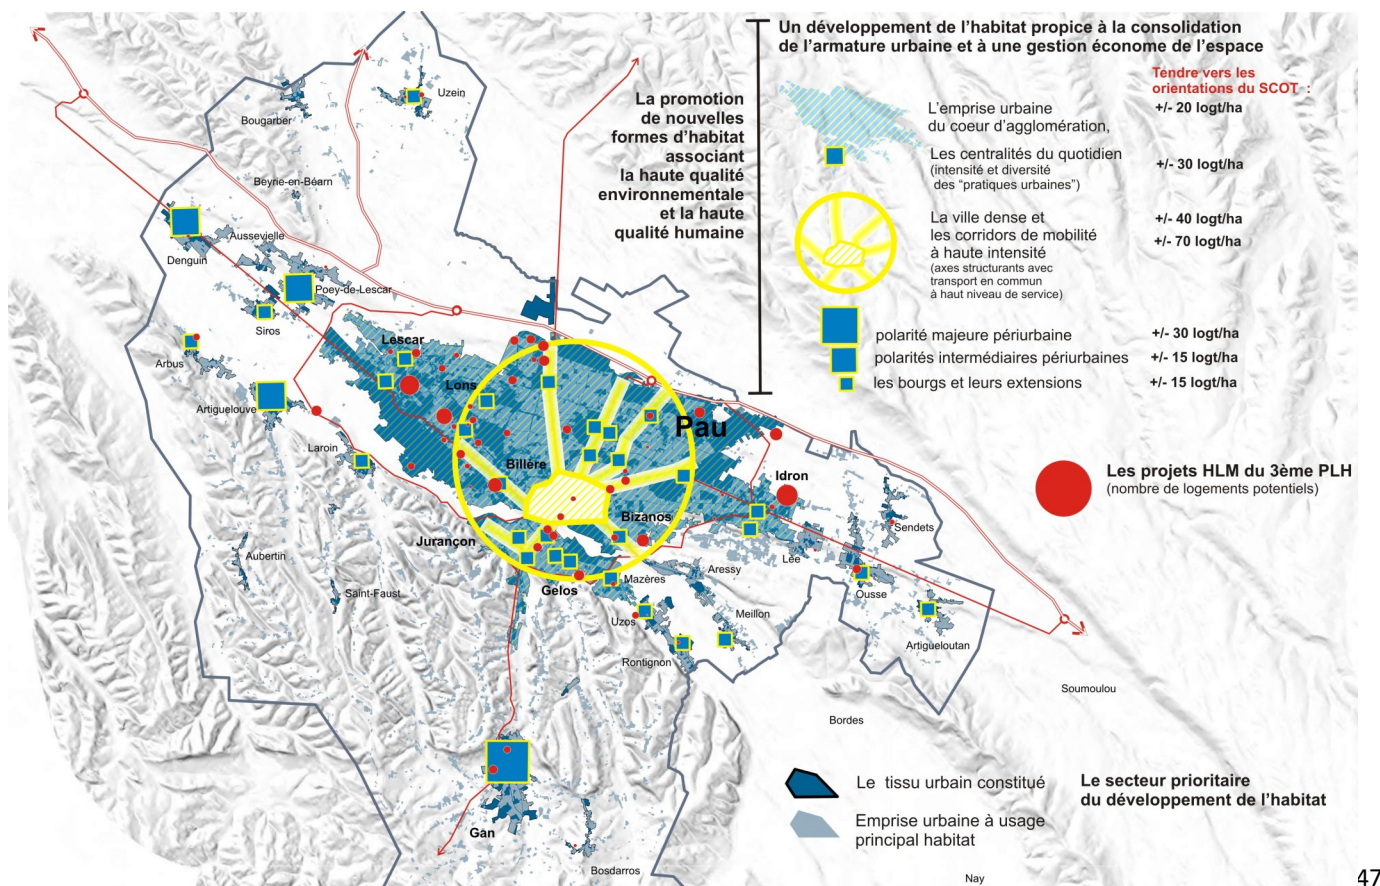 Un développement de l'habitat propice à la consolidation
de l'armature urbaine et à une gestion économe de l'espace
Tendre vers les
orientations du SCOT :
La promotion
de nouvelles
formes d'habitat
associant
la haute qualité
environnementale
et la haute
qualité humaine
L'emprise urbaine
du coeur d'agglomération,
+/- 20 logt/ha
Les centralités du quotidien
(intensité et diversité
des "pratiques urbaines")
+/- 30 logt/ha
La ville dense et
les corridors de mobilité
à haute intensité
(axes structurants avec
transport en commun
à haut niveau de service)
+/- 40 logt/ha
+/- 70 logt/ha
polarité majeure périurbaine
+/- 30 logt/ha
polarités intermédiaires périurbaines
+/- 15 logt/ha
les bourgs et leurs extensions
+/- 15 logt/ha
Les projets HLM du 3ème PLH
(nombre de logements potentiels)
Uzein
Bougarber
Beyrie-en-Béarn
Aussevielle
Denguin
Poey-de-Lescar
Siros
Arbus
Lescar
Lons
Artiguelouve
Pau
Laroin
Billére
Idron
Bizanos
Sendets
Jurançon
Aubertin
Lée
Aressy
Mazères
Saint-Faust
Gelos
Ousse
Meillon
Uzos
Artigueloutan
Rontignon
Soumoulou
Bordes
Gan
Bosdarros
Nay
Le tissu urbain constitué
Emprise urbaine à usage
principal habitat
Le secteur prioritaire
du développement de l'habitat
47